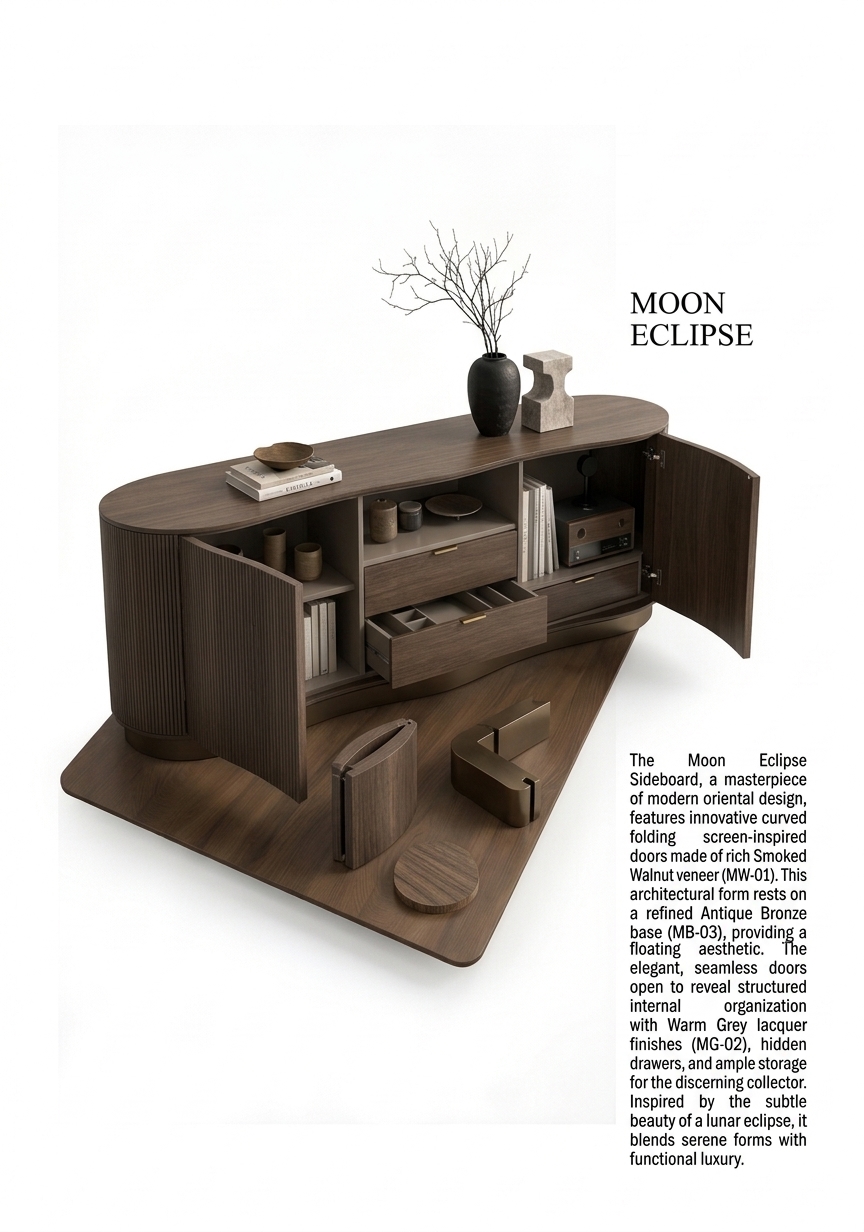 MOON
ECLIPSE
The Moon Eclipse
Sideboard, a masterpiece
of modern oriental design,
features innovative curved
folding screen-inspired
doors made of rich Smoked
Walnut veneer (MW-01). This
architectural form rests on
a refined Antique Bronze
base (MB-03), providing a
floating aesthetic. The
elegant, seamless doors
open to reveal structured
internal organization
with Warm Grey lacquer
finishes (MG-02), hidden
drawers, and ample storage
for the discerning collector.
Inspired by the subtle
beauty of a lunar eclipse, it
blends serene forms with
functional luxury.